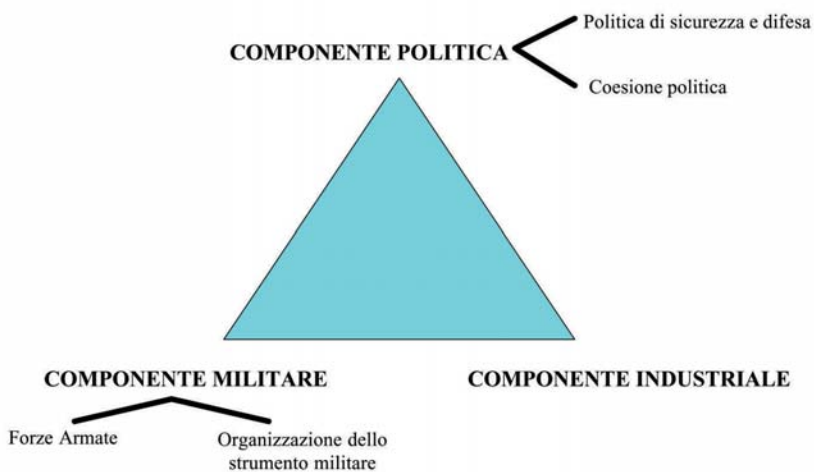 Politica di sicurezza e difesa
COMPONENTE POLITICA
Coesione politica
COMPONENTE MILITARE
COMPONENTE INDUSTRIALE
Forze Armate
Organizzazione dello
strumento militare